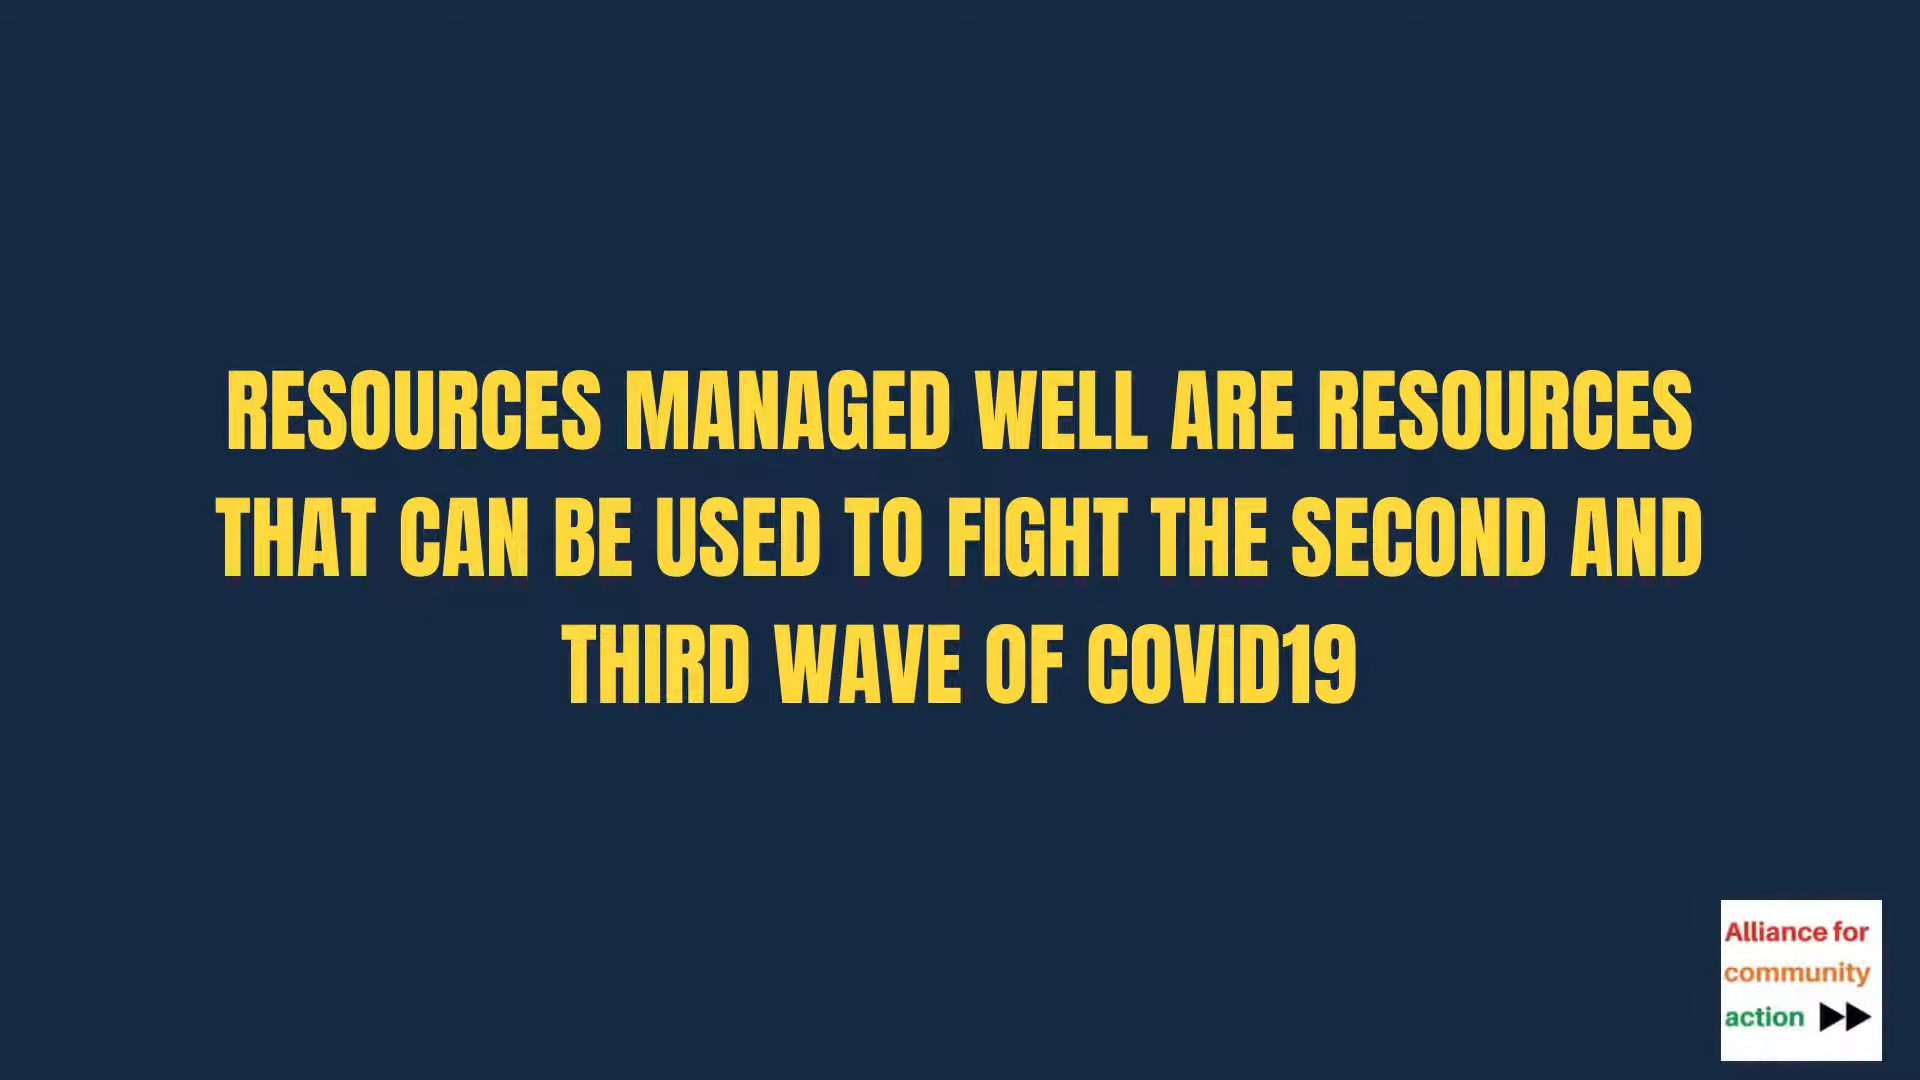 RESOURCES MANAGED WELL ARE RESOURCES
THAT CAN BE USED TO FIGHT THE SECOND AND
THIRD WAVE OF COVID19
Alliance for
community
action